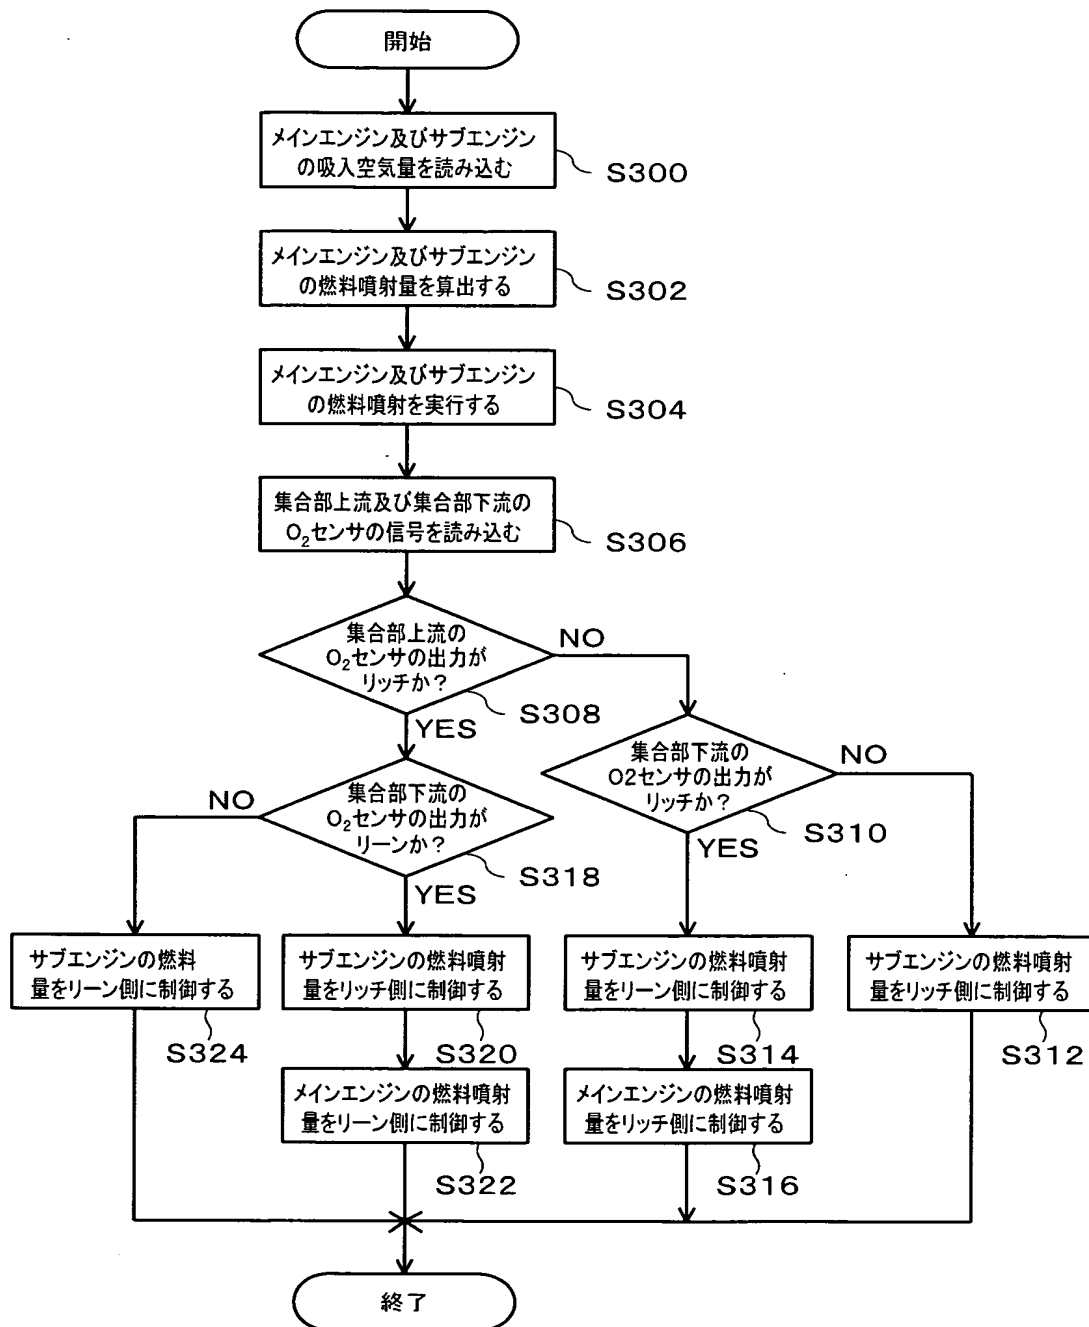 開始
メインエンジン及びサブエンジン
の吸入空気量を読み込む
S300
メインエンジン及びサブエンジン
の燃料噴射量を算出する
S302
メインエンジン及びサブエンジン
の燃料噴射を実行する
S304
集合部上流及び集合部下流の
O₂センサの信号を読み込む
S306
集合部上流の
O₂センサの出力が
リッチか?
NO
S308
YES
集合部下流の
O2センサの出力が
リッチか?
NO
S310
YES
NO
集合部下流の
O₂センサの出力が
リーンか?
S318
YES
サブエンジンの燃料
量をリーン側に制御する
S324
サブエンジンの燃料噴射
量をリッチ側に制御する
S320
サブエンジンの燃料噴射
量をリーン側に制御する
S314
サブエンジンの燃料噴射
量をリッチ側に制御する
S312
メインエンジンの燃料噴射
量をリーン側に制御する
S322
メインエンジンの燃料噴射
量をリッチ側に制御する
S316
終了